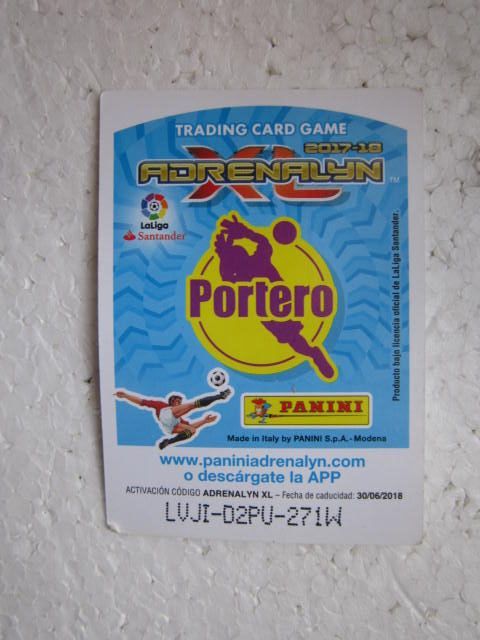 TRADING CARD GAME
2017-18
ADRENALYN XL™
LaLiga
Santander
Portero
Producto bajo licencia oficial de LaLiga Santander.
PANINI
Made in Italy by PANINI S.p.A.- Modena
www.paniniadrenalyn.com
o descárgate la APP
ACTIVACIÓN CÓDIGO ADRENALYN XL – Fecha de caducidad: 30/06/2018
LVJI-D2PU-271W